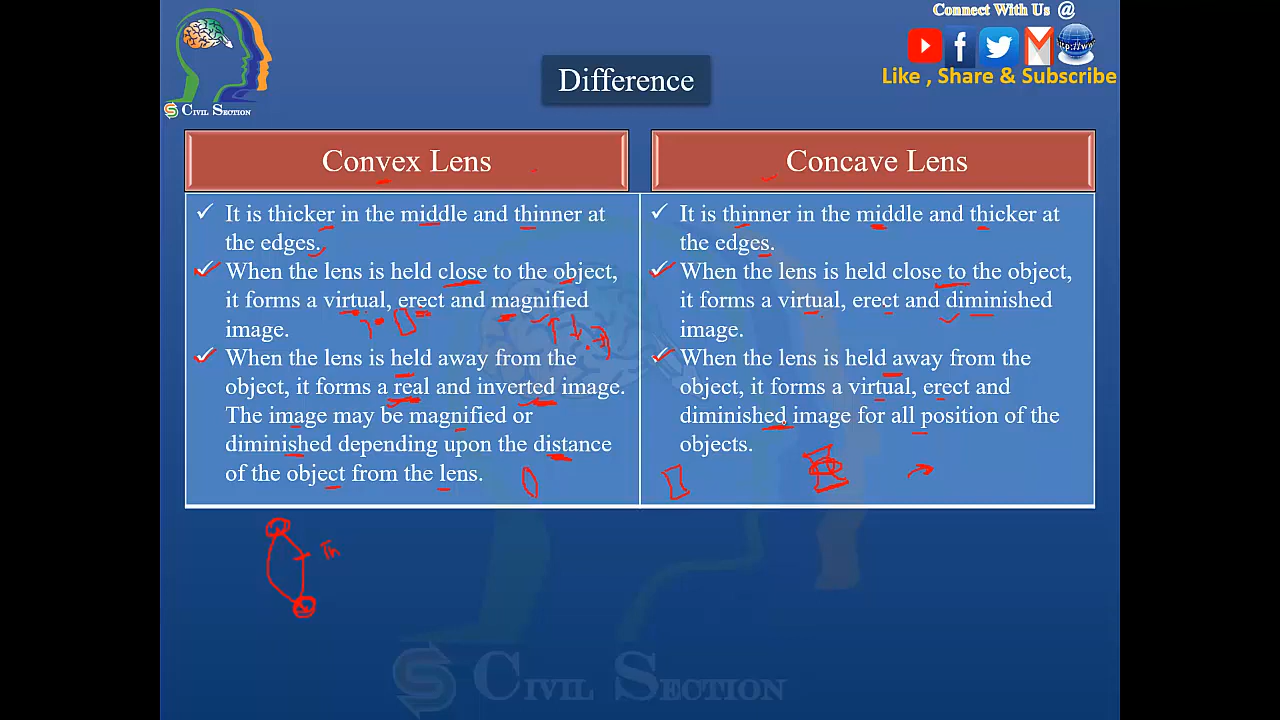 Connect With Us @
http://www
Like , Share & Subscribe
CIVIL SECTION
Difference
Convex Lens
Concave Lens
✓ It is thicker in the middle and thinner at
the edges.
✓ When the lens is held close to the object,
it forms a virtual, erect and magnified
image.
✓ When the lens is held away from the
object, it forms a real and inverted image.
The image may be magnified or
diminished depending upon the distance
of the object from the lens.
✓ It is thinner in the middle and thicker at
the edges.
✓ When the lens is held close to the object,
it forms a virtual, erect and diminished
image.
✓ When the lens is held away from the
object, it forms a virtual, erect and
diminished image for all position of the
objects.
Th
CIVIL SECTION